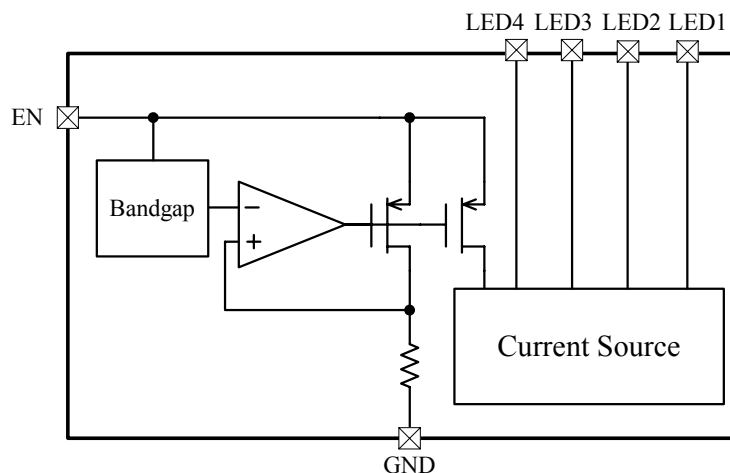 LED4 LED3 LED2 LED1
EN
Bandgap
−
+
Current Source
GND